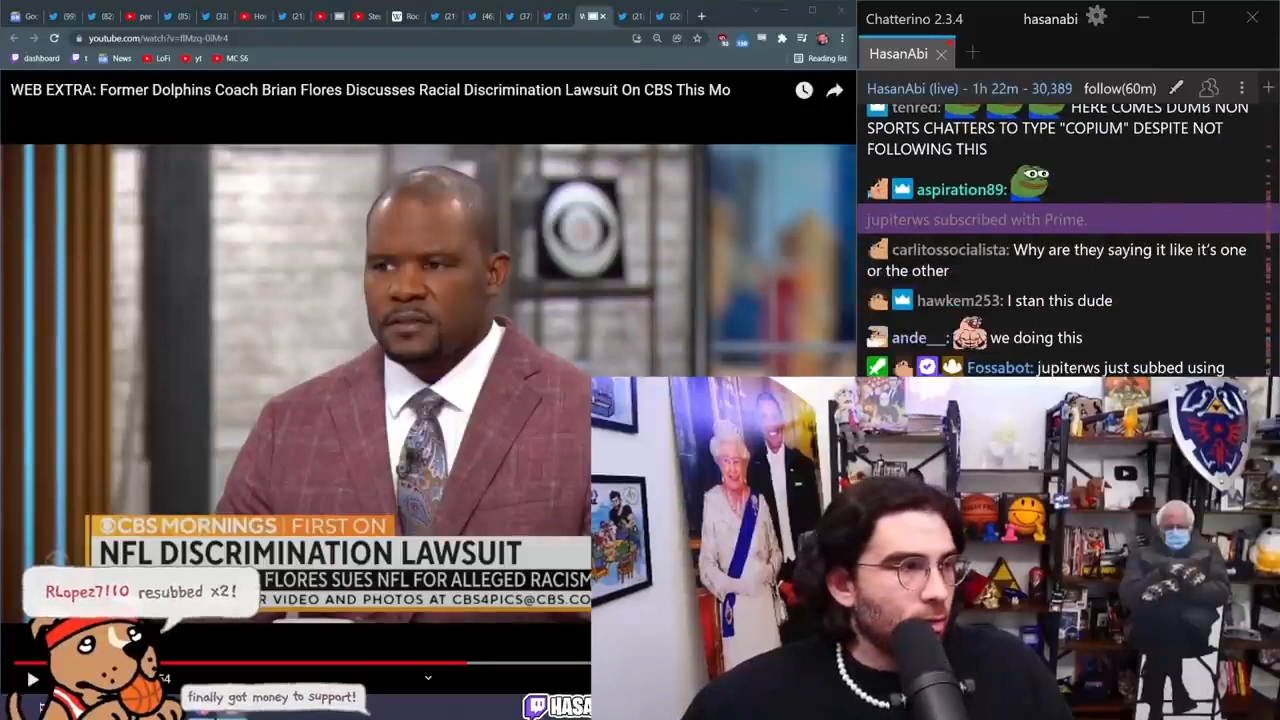 Chatterino 2.3.4
hasanabi
youtube.com/watch?v=fIMzq-0iMr4
HasanAbi
dashboard
t
News
LoFi
yt
MC S6
Reading list
HasanAbi (live) - 1h 22m - 30,389
follow(60m)
WEB EXTRA: Former Dolphins Coach Brian Flores Discusses Racial Discrimination Lawsuit On CBS This Mo
tenred: HERE COMES DUMB NON
SPORTS CHATTERS TO TYPE "COPIUM" DESPITE NOT
FOLLOWING THIS
aspiration89:
jupiterws subscribed with Prime.
carlitossocialista: Why are they saying it like it's one
or the other
hawkem253: I stan this dude
ande___: we doing this
Fossabot: jupiterws just subbed using
CBS MORNINGS FIRST ON
NFL DISCRIMINATION LAWSUIT
FLORES SUES NFL FOR ALLEGED RACISM
VIDEO AND PHOTOS AT CBS4PICS@CBS.CO
RLopez7110 resubbed x2!
finally got money to support!
HASA